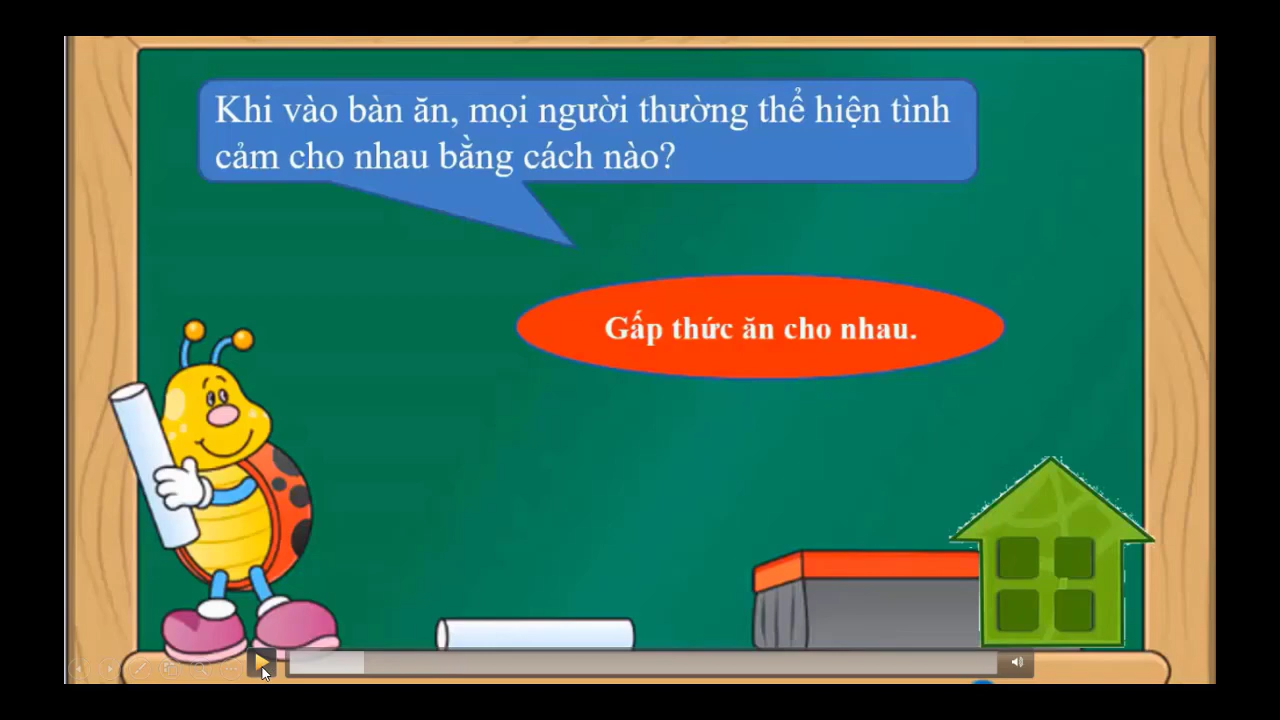 Khi vào bàn ăn, mọi người thường thể hiện tình
cảm cho nhau bằng cách nào?
Gấp thức ăn cho nhau.